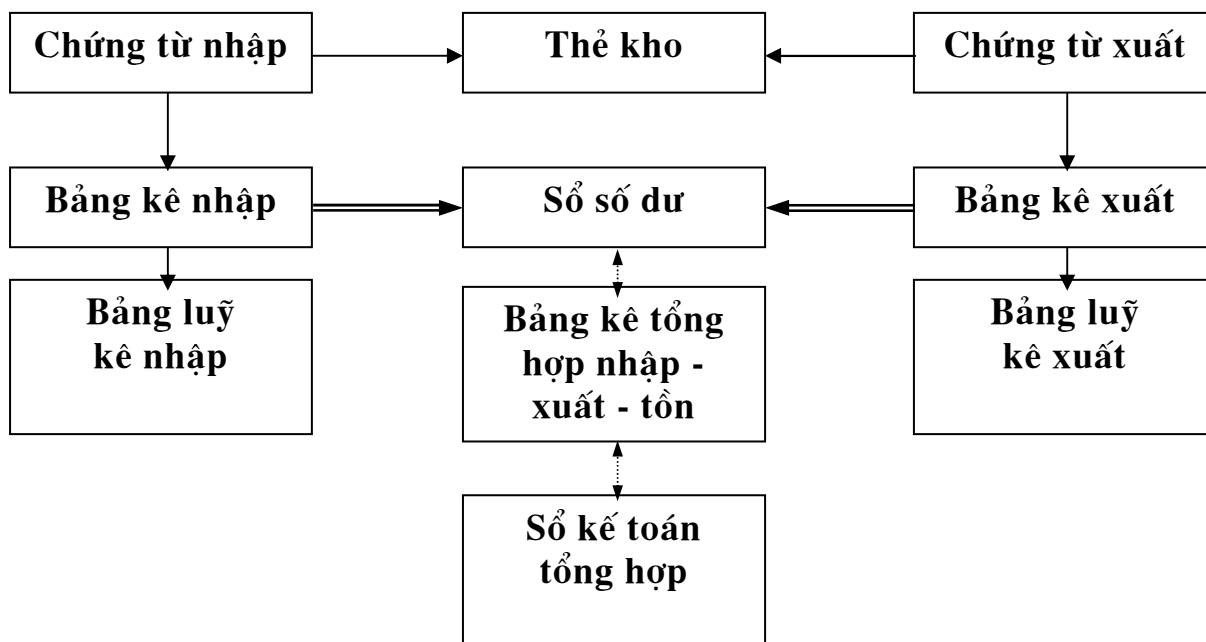 Chứng từ nhập
Thẻ kho
Chứng từ xuất
Bảng kê nhập
Sổ số dư
Bảng kê xuất
Bảng luỹ
kê nhập
Bảng kê tổng
hợp nhập -
xuất - tồn
Bảng luỹ
kê xuất
Sổ kế toán
tổng hợp